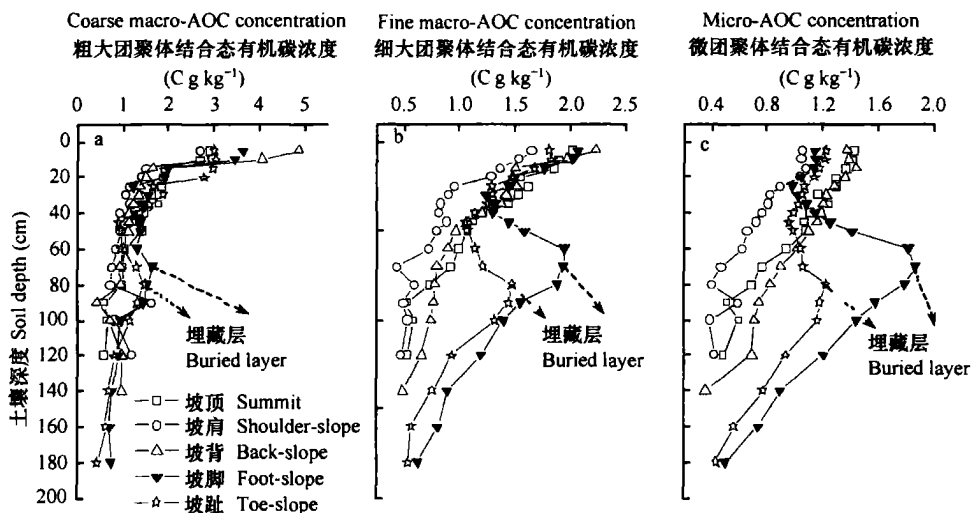 Coarse macro-AOC concentration
粗大团聚体结合态有机碳浓度
(C g kg⁻¹)
0 1 2 3 4 5
Fine macro-AOC concentration
细大团聚体结合态有机碳浓度
(C g kg⁻¹)
0.5 1.0 1.5 2.0 2.5
Micro-AOC concentration
微团聚体结合态有机碳浓度
(C g kg⁻¹)
0.4 0.8 1.2 1.6 2.0
土壤深度 Soil depth (cm)
0
20
40
60
80
100
120
140
160
180
200
a
埋藏层
Buried layer
坡顶 Summit
坡肩 Shoulder-slope
坡背 Back-slope
坡脚 Foot-slope
坡趾 Toe-slope
b
埋藏层
Buried layer
c
埋藏层
Buried layer